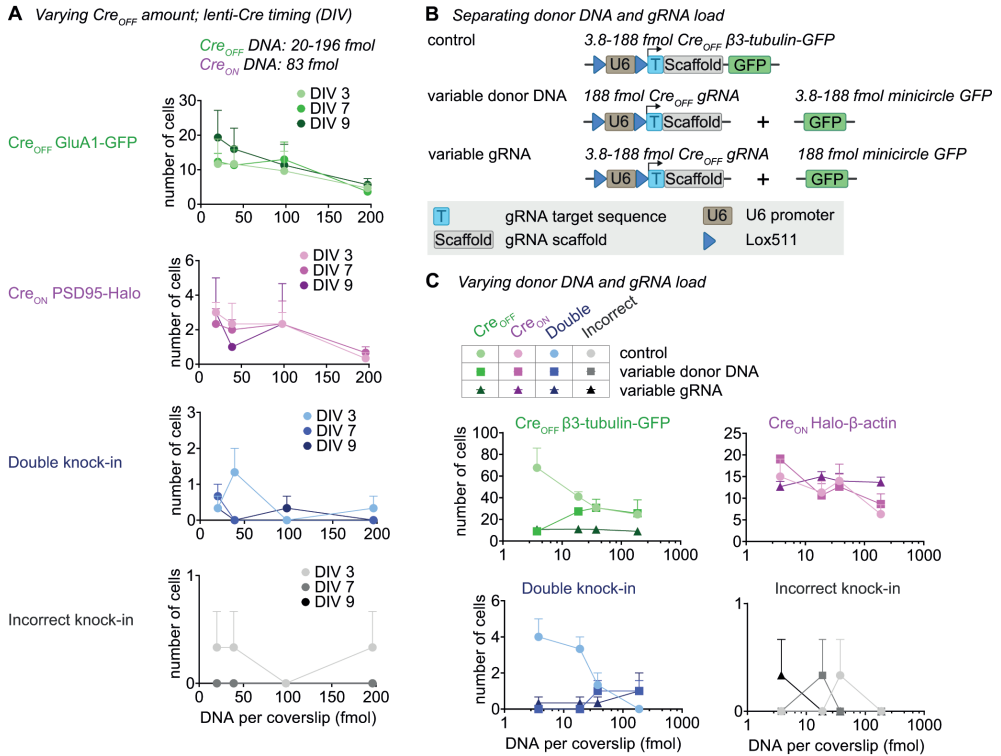 A Varying CreOFF amount; lenti-Cre timing (DIV)
CreOFF DNA: 20-196 fmol
CreON DNA: 83 fmol
CreOFF GluA1-GFP
number of cells
30
20
10
0
DIV 3
DIV 7
DIV 9
0 50 100 150 200
CreON PSD95-Halo
number of cells
6
4
2
0
DIV 3
DIV 7
DIV 9
0 50 100 150 200
Double knock-in
number of cells
3
2
1
0
DIV 3
DIV 7
DIV 9
0 50 100 150 200
Incorrect knock-in
number of cells
1
0
DIV 3
DIV 7
DIV 9
0 50 100 150 200
DNA per coverslip (fmol)
B Separating donor DNA and gRNA load
control 3.8-188 fmol CreOFF β3-tubulin-GFP
U6 T Scaffold GFP
variable donor DNA 188 fmol CreOFF gRNA 3.8-188 fmol minicircle GFP
U6 T Scaffold + GFP
variable gRNA 3.8-188 fmol CreOFF gRNA 188 fmol minicircle GFP
U6 T Scaffold + GFP
T gRNA target sequence U6 U6 promoter
Scaffold gRNA scaffold Lox511
C Varying donor DNA and gRNA load
CreOFF CreON Double Incorrect
control
variable donor DNA
variable gRNA
CreOFF β3-tubulin-GFP
number of cells
100
80
60
40
20
0
1 10 100 1000
CreON Halo-β-actin
25
20
15
10
5
0
1 10 100 1000
Double knock-in
number of cells
6
4
2
0
1 10 100 1000
DNA per coverslip (fmol)
Incorrect knock-in
1
0
1 10 100 1000
DNA per coverslip (fmol)